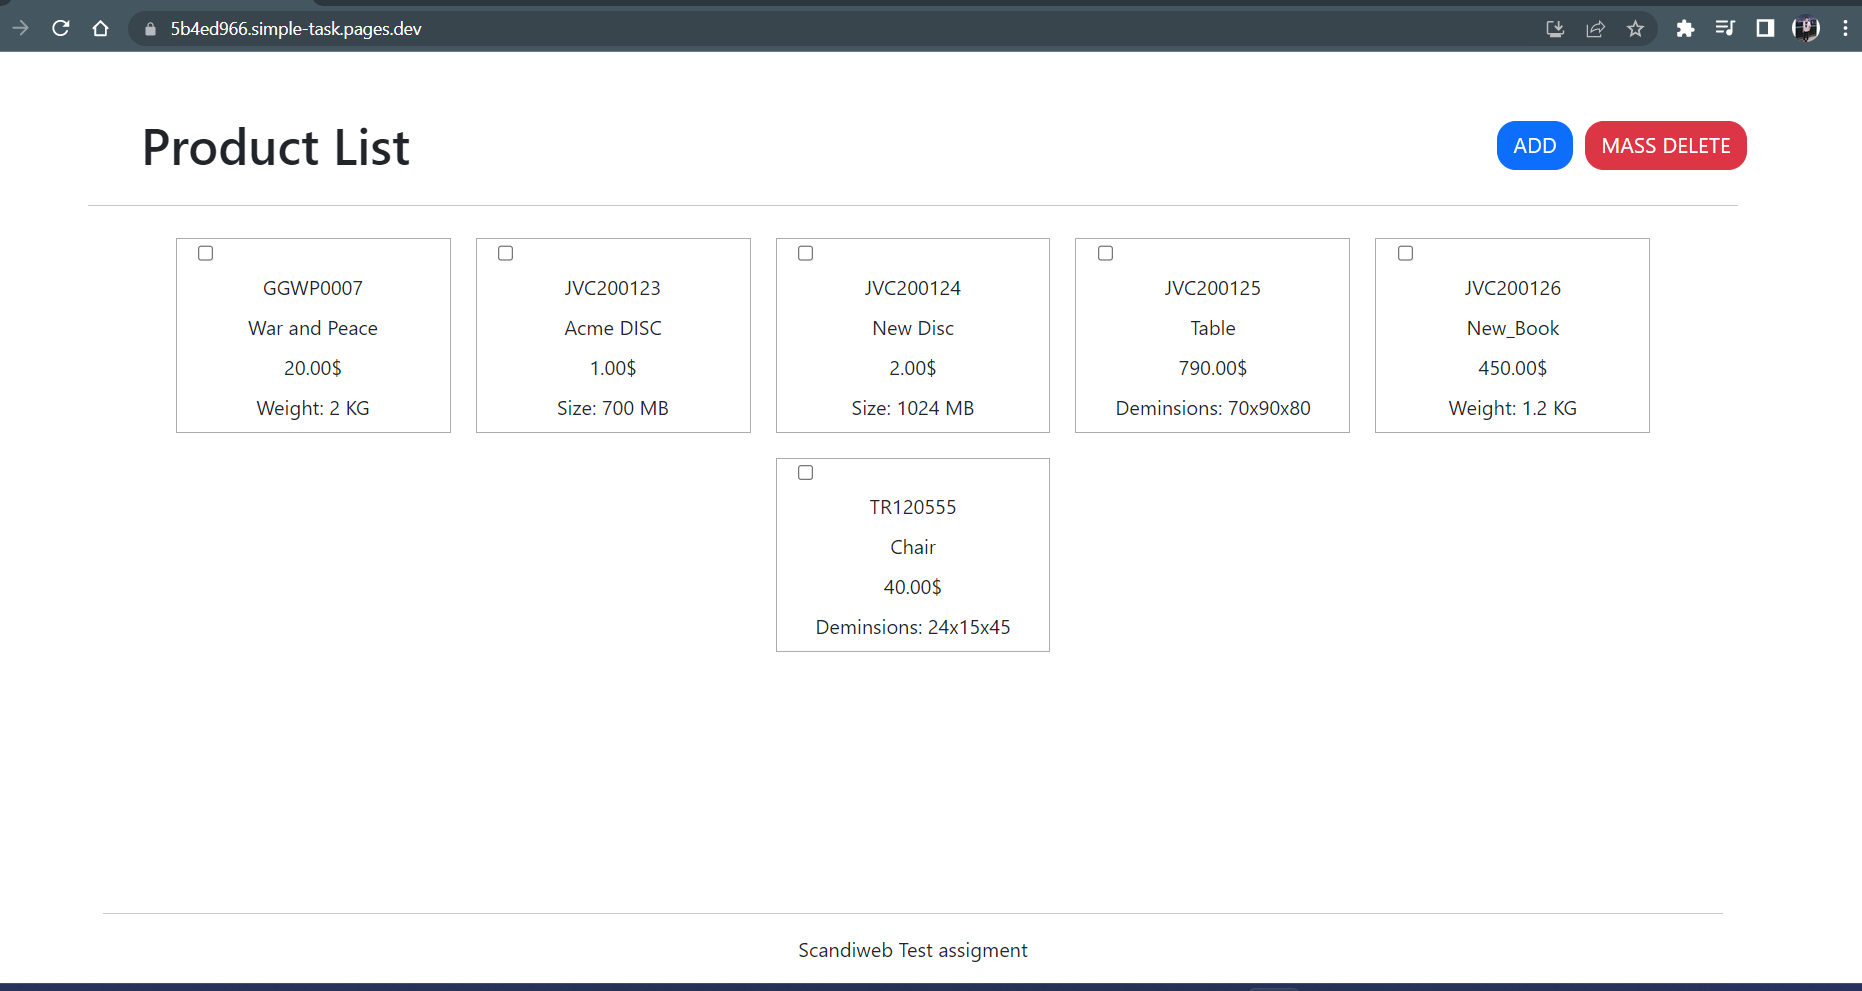 5b4ed966.simple-task.pages.dev
Product List
ADD
MASS DELETE
GGWP0007
War and Peace
20.00$
Weight: 2 KG
JVC200123
Acme DISC
1.00$
Size: 700 MB
JVC200124
New Disc
2.00$
Size: 1024 MB
JVC200125
Table
790.00$
Deminsions: 70x90x80
JVC200126
New_Book
450.00$
Weight: 1.2 KG
TR120555
Chair
40.00$
Deminsions: 24x15x45
Scandiweb Test assigment